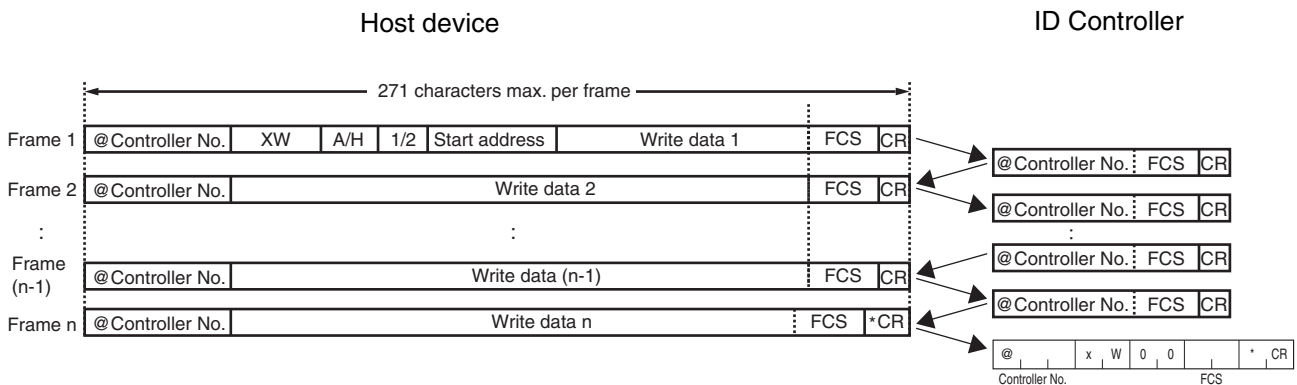 Host device
ID Controller
271 characters max. per frame
Frame 1 @Controller No. XW A/H 1/2 Start address Write data 1 FCS CR
@Controller No. FCS CR
Frame 2 @Controller No. Write data 2 FCS CR
@Controller No. FCS CR
: : :
@Controller No. FCS CR
Frame (n-1) @Controller No. Write data (n-1) FCS CR
@Controller No. FCS CR
Frame n @Controller No. Write data n FCS *CR
@ x W 0 0 * CR
Controller No. FCS